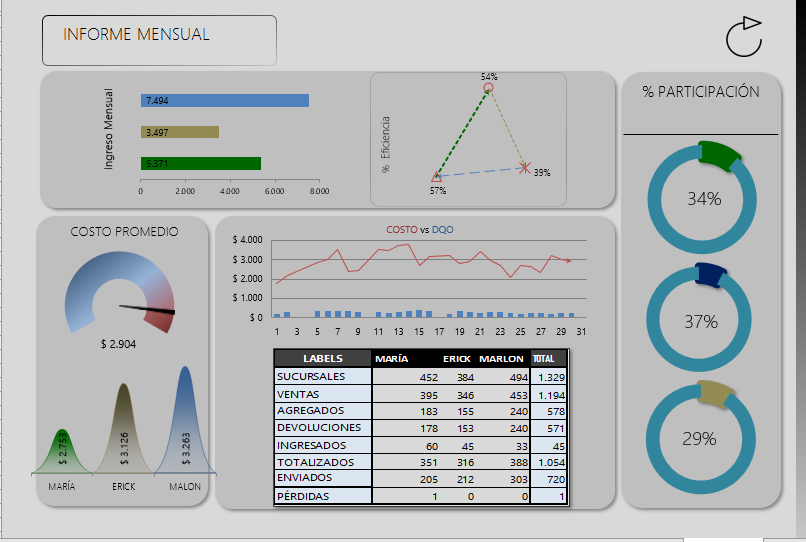 INFORME MENSUAL
Ingreso Mensual
7.494
3.497
5.371
0 2.000 4.000 6.000 8.000
% Eficiencia
54%
39%
57%
% PARTICIPACIÓN
34%
37%
29%
COSTO PROMEDIO
$ 2.904
$ 2.753
$ 3.126
$ 3.263
MARÍA ERICK MALON
COSTO vs DQO
$ 4.000
$ 3.000
$ 2.000
$ 1.000
$ 0
1 3 5 7 9 11 13 15 17 19 21 23 25 27 29 31
LABELS MARÍA ERICK MARLON TOTAL
SUCURSALES 452 384 494 1.329
VENTAS 395 346 453 1.194
AGREGADOS 183 155 240 578
DEVOLUCIONES 178 153 240 571
INGRESADOS 60 45 33 45
TOTALIZADOS 351 316 388 1.054
ENVIADOS 205 212 303 720
PÉRDIDAS 1 0 0 1